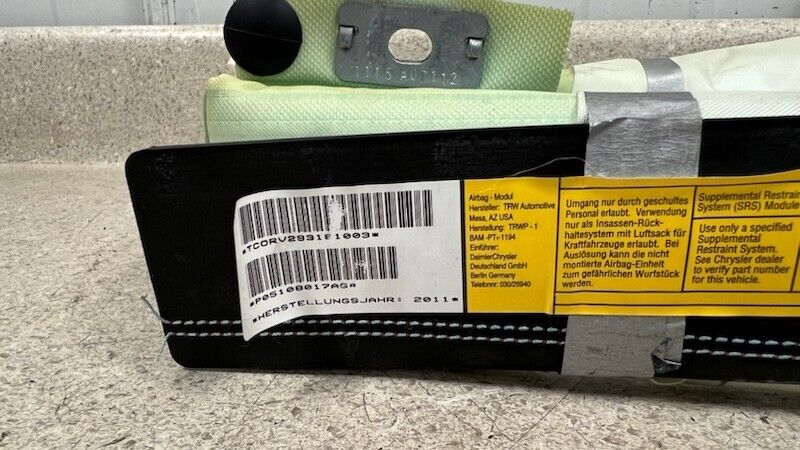 *TCORV293181003*
*P05108017AG*
*HERSTELLUNGSJAHR: 2011*
Airbag - Modul
Hersteller: TRW Automotive
Mesa, AZ USA
Herstellung: TRWP - 1
BAM -PT1-1194
Einführer:
DaimlerChrysler
Deutschland GmbH
Berlin Germany
Telefonnr: 030/26940
Umgang nur durch geschultes
Personal erlaubt. Verwendung
nur als Insassen-Rück-
haltesystem mit Luftsack für
Kraftfahrzeuge erlaubt. Bei
Auslösung kann die nicht
montierte Airbag-Einheit
zum gefährlichen Wurfstück
werden.
Supplemental Restrain
System (SRS) Module
Use only a specified
Supplemental
Restraint System.
See Chrysler dealer
to verify part number
for this vehicle.